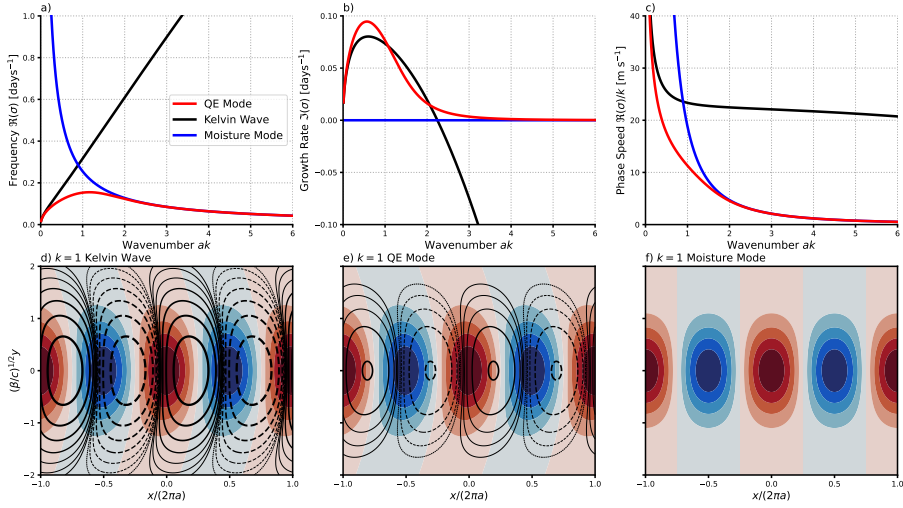 a)
Frequency ℜ(σ) [days⁻¹]
1.0
0.8
0.6
0.4
0.2
0.0
0 1 2 3 4 5 6
Wavenumber ak
QE Mode
Kelvin Wave
Moisture Mode
b)
Growth Rate ℑ(σ) [days⁻¹]
0.10
0.05
0.00
−0.05
−0.10
0 1 2 3 4 5 6
Wavenumber ak
c)
Phase Speed ℜ(σ)/k [m s⁻¹]
40
30
20
10
0
0 1 2 3 4 5 6
Wavenumber ak
d) k = 1 Kelvin Wave
(β/c)^{1/2}y
2
1
0
−1
−2
−1.0 −0.5 0.0 0.5 1.0
x/(2πa)
e) k = 1 QE Mode
−1.0 −0.5 0.0 0.5 1.0
x/(2πa)
f) k = 1 Moisture Mode
−1.0 −0.5 0.0 0.5 1.0
x/(2πa)